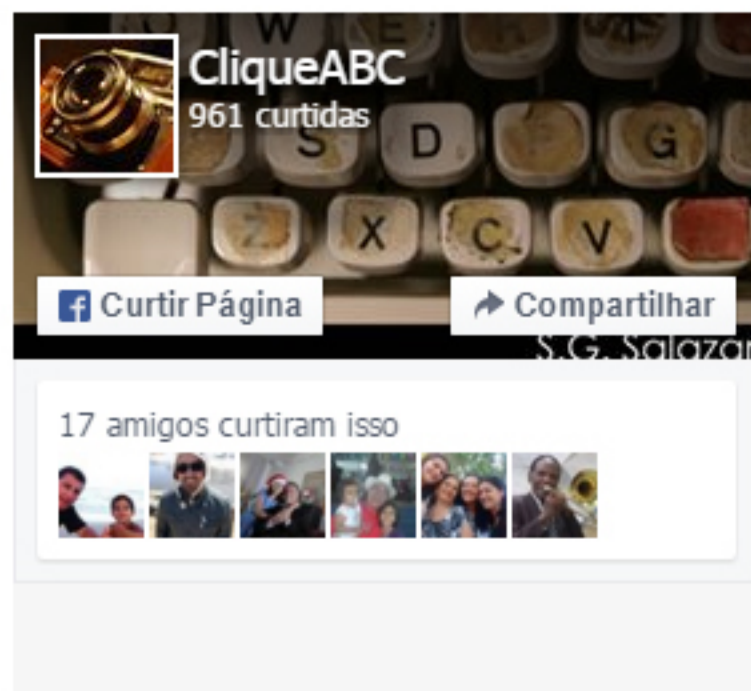 W E
CliqueABC
961 curtidas
S D G
Z X C V
Curtir Página
Compartilhar
S.G. Salazar
17 amigos curtiram isso